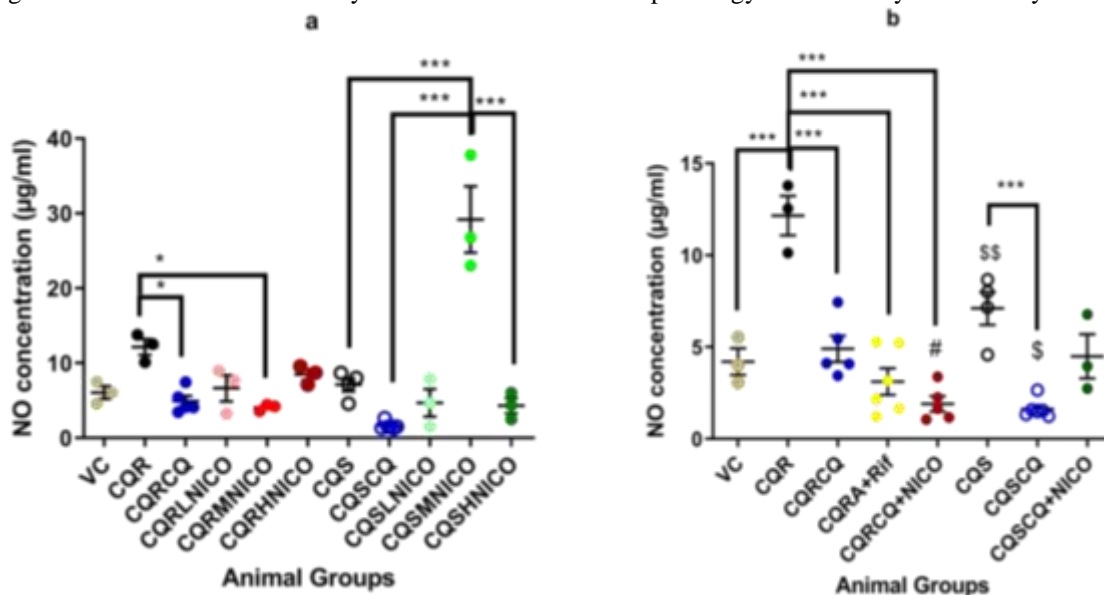 a
***
***
***
*
*
40
30
20
10
0
NO concentration (µg/ml)
VC
CQR
CQRCQ
CQRLNICO
CQRMNICO
CQRHNICO
CQS
CQSCQ
CQSLNICO
CQSMNICO
CQSHNICO
Animal Groups
b
***
***
***
***
***
$$
#
$
15
10
5
0
NO concentration (µg/ml)
VC
CQR
CQRCQ
CQRA+Rif
CQRCQ+NICO
CQS
CQSCQ
CQSCQ+NICO
Animal Groups